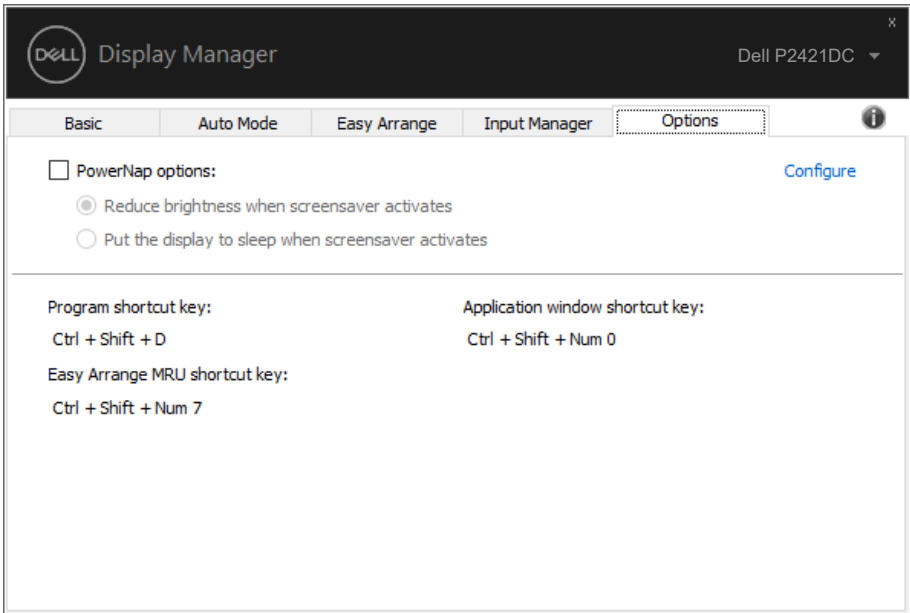 x
DELL Display Manager
Dell P2421DC
Basic Auto Mode Easy Arrange Input Manager Options
PowerNap options: Configure
Reduce brightness when screensaver activates
Put the display to sleep when screensaver activates
Program shortcut key: Application window shortcut key:
Ctrl + Shift + D Ctrl + Shift + Num 0
Easy Arrange MRU shortcut key:
Ctrl + Shift + Num 7